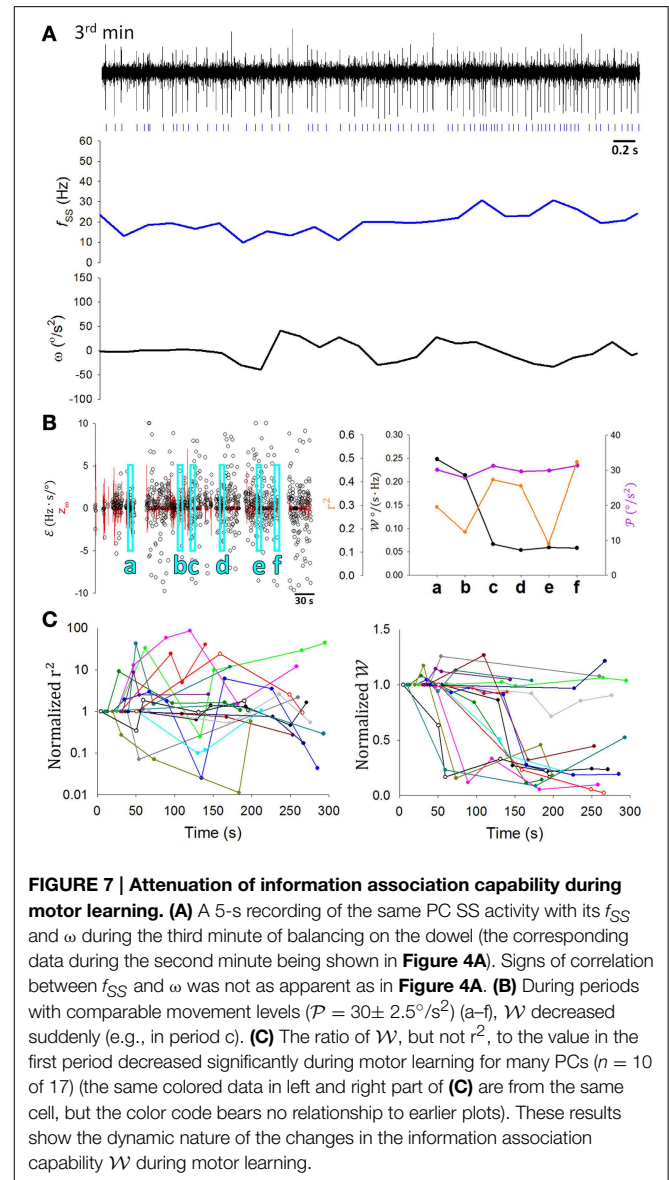 A
3rd min
60
50
40
30
20
10
0
fSS (Hz)
0.2 s
150
100
50
0
-50
-100
ω (°/s²)
B
10
5
0
-5
-10
ε (Hz·s/°)
zω
a b c d e f
30 s
0.6
0.5
0.4
0.3
0.2
0.1
0.0
r²
0.30
0.25
0.20
0.15
0.10
0.05
0.00
𝒲 °/(s·Hz)
40
30
20
10
0
𝒫 (°/s²)
a b c d e f
C
100
10
1
0.1
0.01
Normalized r²
0 50 100 150 200 250 300
Time (s)
1.5
1.0
0.5
0.0
Normalized 𝒲
0 50 100 150 200 250 300
Time (s)
FIGURE 7 | Attenuation of information association capability during
motor learning. (A) A 5-s recording of the same PC SS activity with its fSS
and ω during the third minute of balancing on the dowel (the corresponding
data during the second minute being shown in Figure 4A). Signs of correlation
between fSS and ω was not as apparent as in Figure 4A. (B) During periods
with comparable movement levels (𝒫 = 30± 2.5°/s²) (a–f), 𝒲 decreased
suddenly (e.g., in period c). (C) The ratio of 𝒲, but not r², to the value in the
first period decreased significantly during motor learning for many PCs (n = 10
of 17) (the same colored data in left and right part of (C) are from the same
cell, but the color code bears no relationship to earlier plots). These results
show the dynamic nature of the changes in the information association
capability 𝒲 during motor learning.